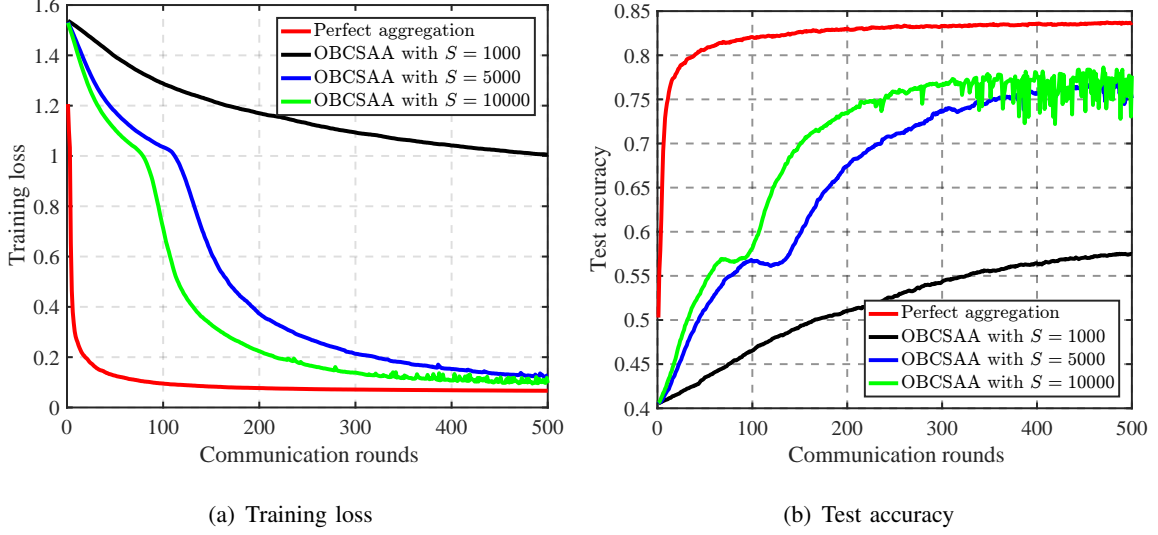 1.6
1.4
1.2
1
0.8
0.6
0.4
0.2
0
0 100 200 300 400 500
Training loss
Communication rounds
Perfect aggregation
OBCSAA with S = 1000
OBCSAA with S = 5000
OBCSAA with S = 10000
(a) Training loss
0.85
0.8
0.75
0.7
0.65
0.6
0.55
0.5
0.45
0.4
0 100 200 300 400 500
Test accuracy
Communication rounds
Perfect aggregation
OBCSAA with S = 1000
OBCSAA with S = 5000
OBCSAA with S = 10000
(b) Test accuracy